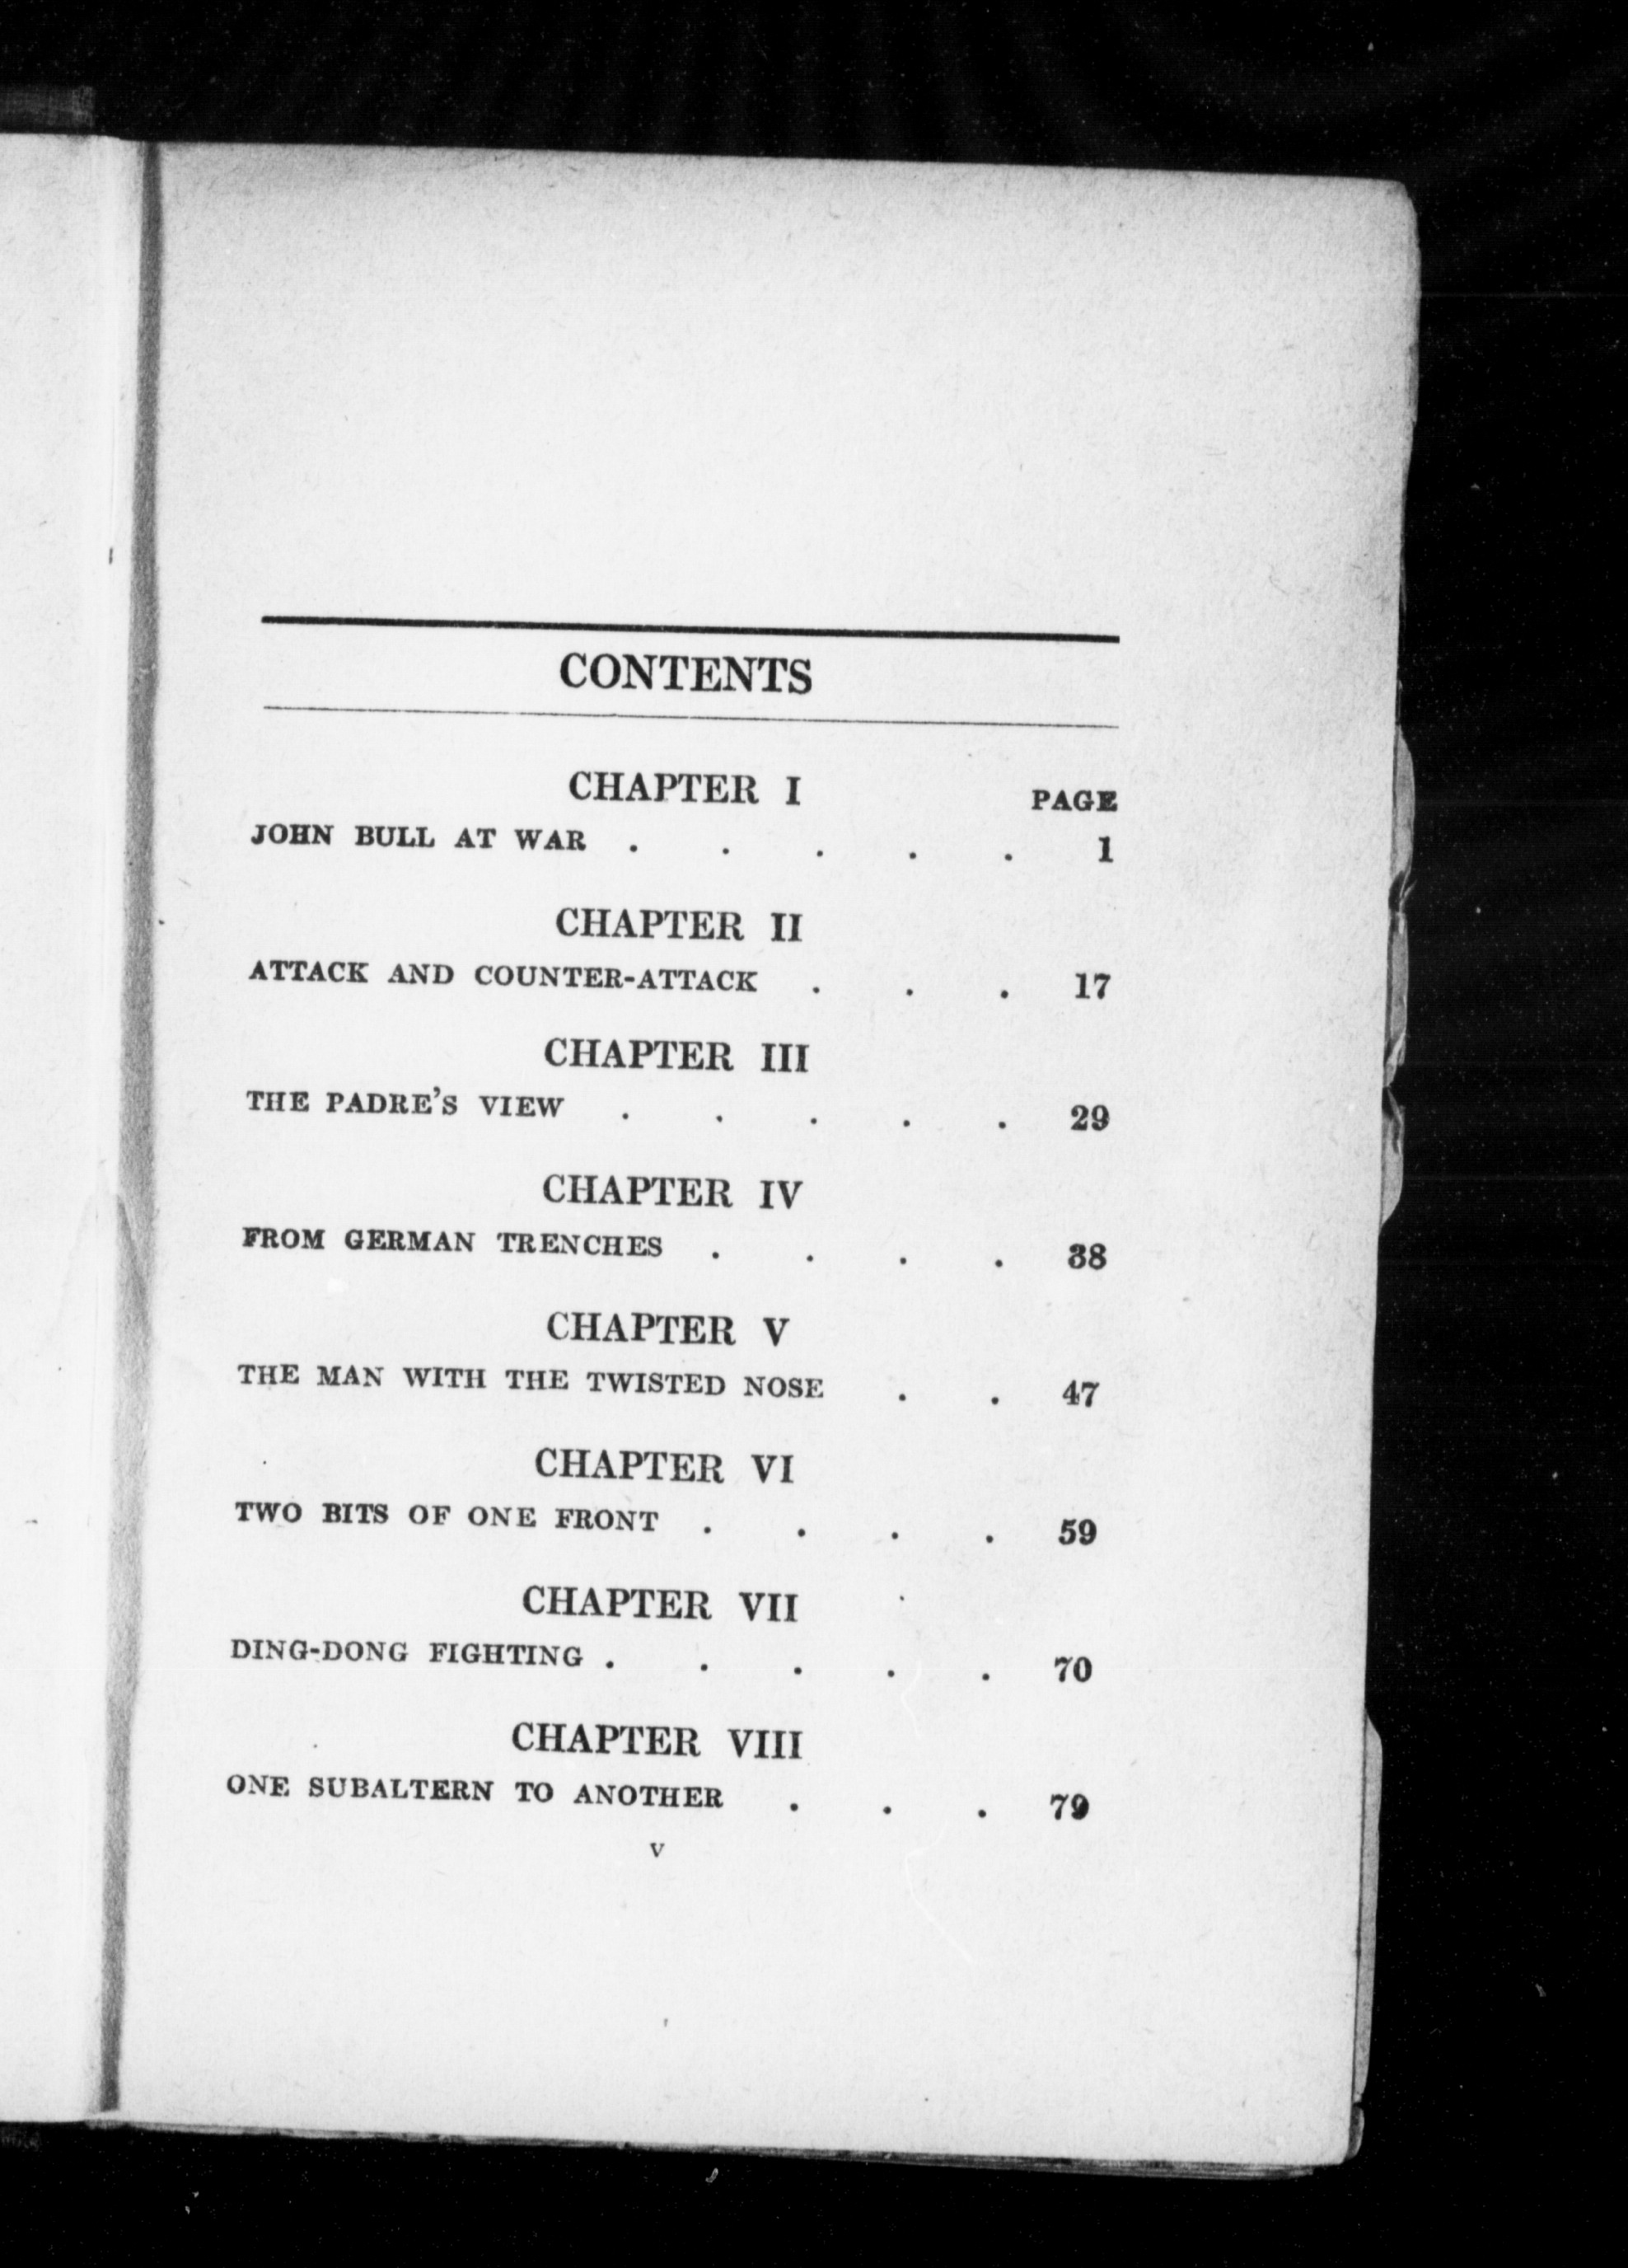 CONTENTS
CHAPTER I PAGE
JOHN BULL AT WAR . . . . . 1
CHAPTER II
ATTACK AND COUNTER-ATTACK . . . 17
CHAPTER III
THE PADRE'S VIEW . . . . . 29
CHAPTER IV
FROM GERMAN TRENCHES . . . . 38
CHAPTER V
THE MAN WITH THE TWISTED NOSE . . 47
CHAPTER VI
TWO BITS OF ONE FRONT . . . . 59
CHAPTER VII
DING-DONG FIGHTING . . . . . 70
CHAPTER VIII
ONE SUBALTERN TO ANOTHER . . . 79
v